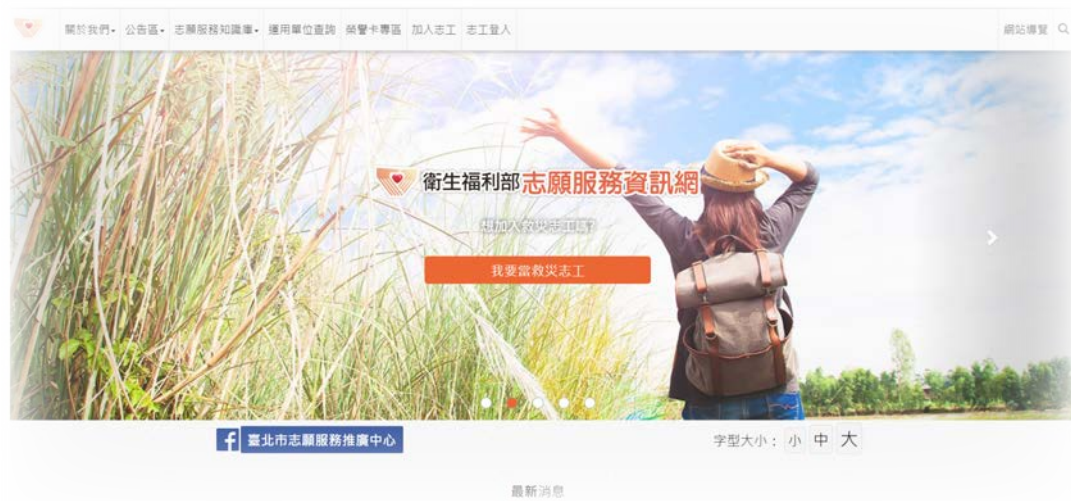 關於我們 公告區 志願服務知識庫 運用單位查詢 榮譽卡專區 加入志工 志工登入 網站導覽
衛生福利部志願服務資訊網
想加入救災志工嗎?
我要當救災志工
臺北市志願服務推廣中心 字型大小: 小 中 大
最新消息